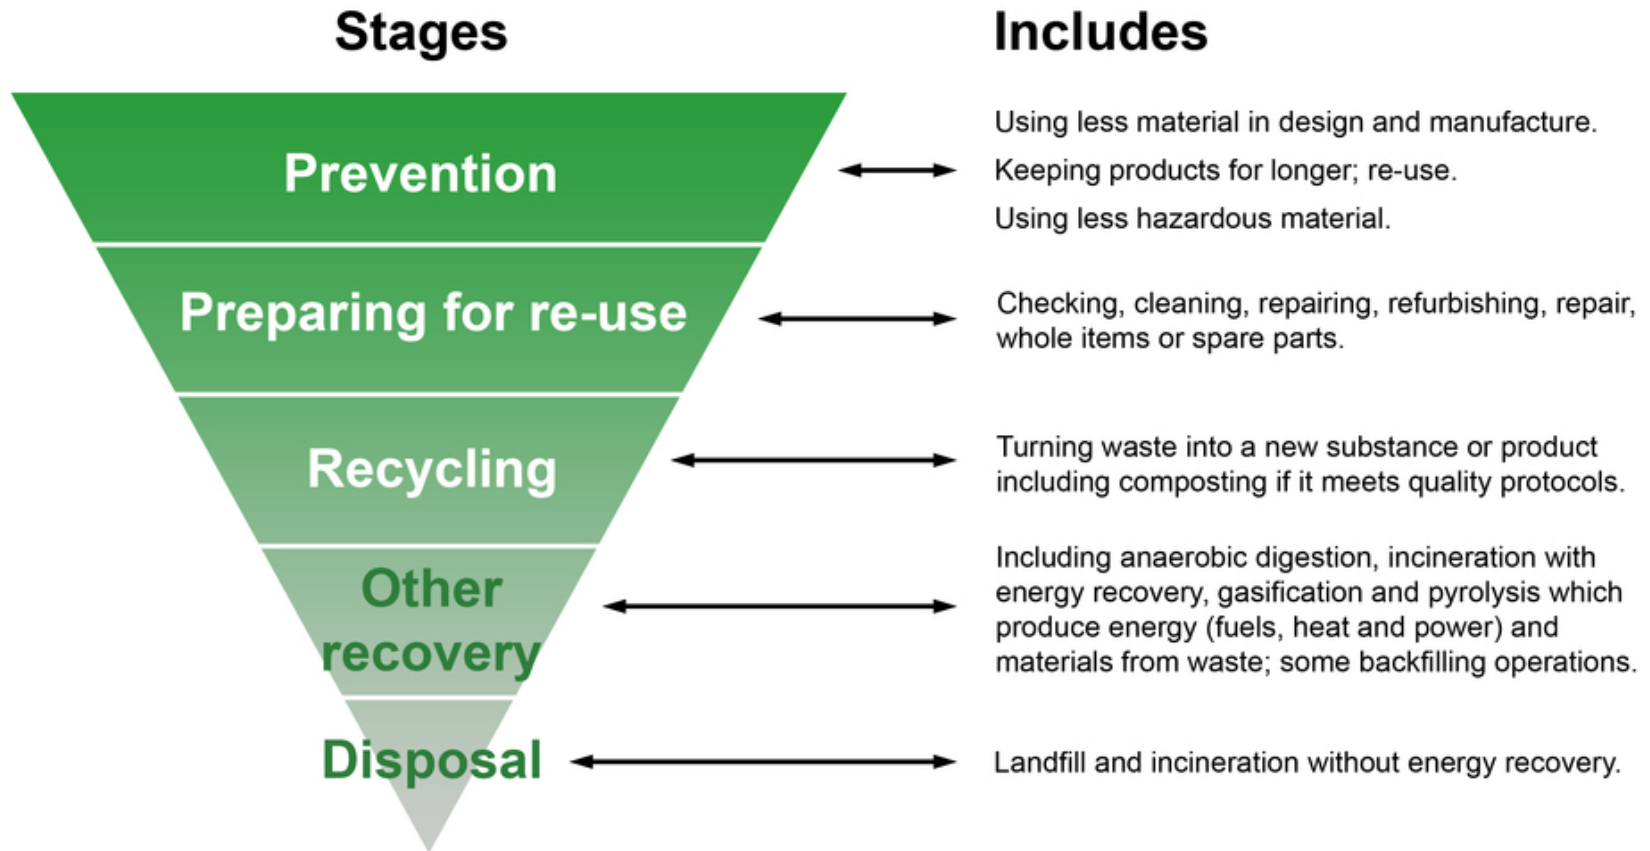 Stages
Includes
Prevention
Using less material in design and manufacture.
Keeping products for longer; re-use.
Using less hazardous material.
Preparing for re-use
Checking, cleaning, repairing, refurbishing, repair,
whole items or spare parts.
Recycling
Turning waste into a new substance or product
including composting if it meets quality protocols.
Other
recovery
Including anaerobic digestion, incineration with
energy recovery, gasification and pyrolysis which
produce energy (fuels, heat and power) and
materials from waste; some backfilling operations.
Disposal
Landfill and incineration without energy recovery.